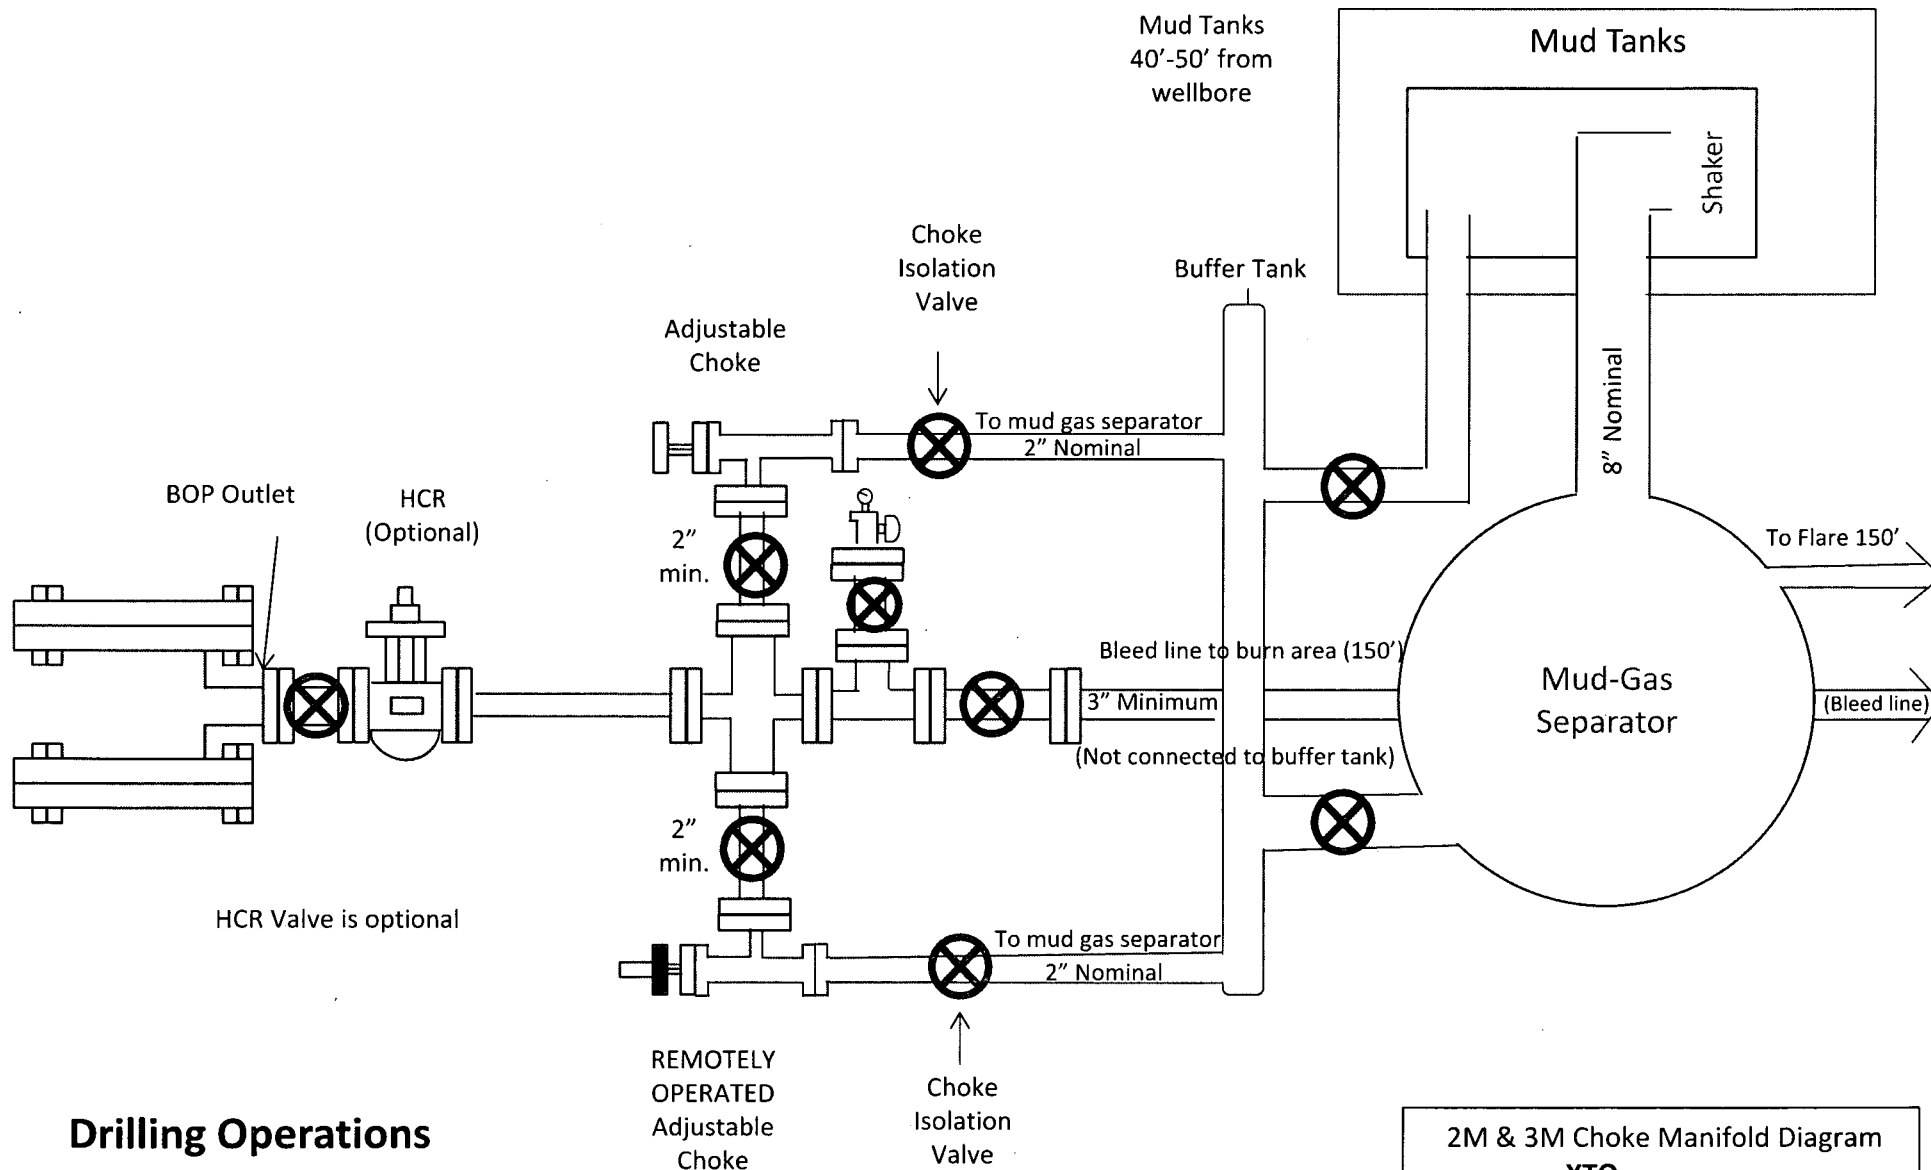 Mud Tanks
40'-50' from
wellbore
Mud Tanks
Shaker
Choke
Isolation
Valve
Buffer Tank
Adjustable
Choke
8" Nominal
To mud gas separator
2" Nominal
BOP Outlet
HCR
(Optional)
2"
min.
To Flare 150'
Bleed line to burn area (150')
3" Minimum
(Not connected to buffer tank)
Mud-Gas
Separator
(Bleed line)
2"
min.
HCR Valve is optional
To mud gas separator
2" Nominal
REMOTELY
OPERATED
Adjustable
Choke
Choke
Isolation
Valve
Drilling Operations
2M & 3M Choke Manifold Diagram
XTO